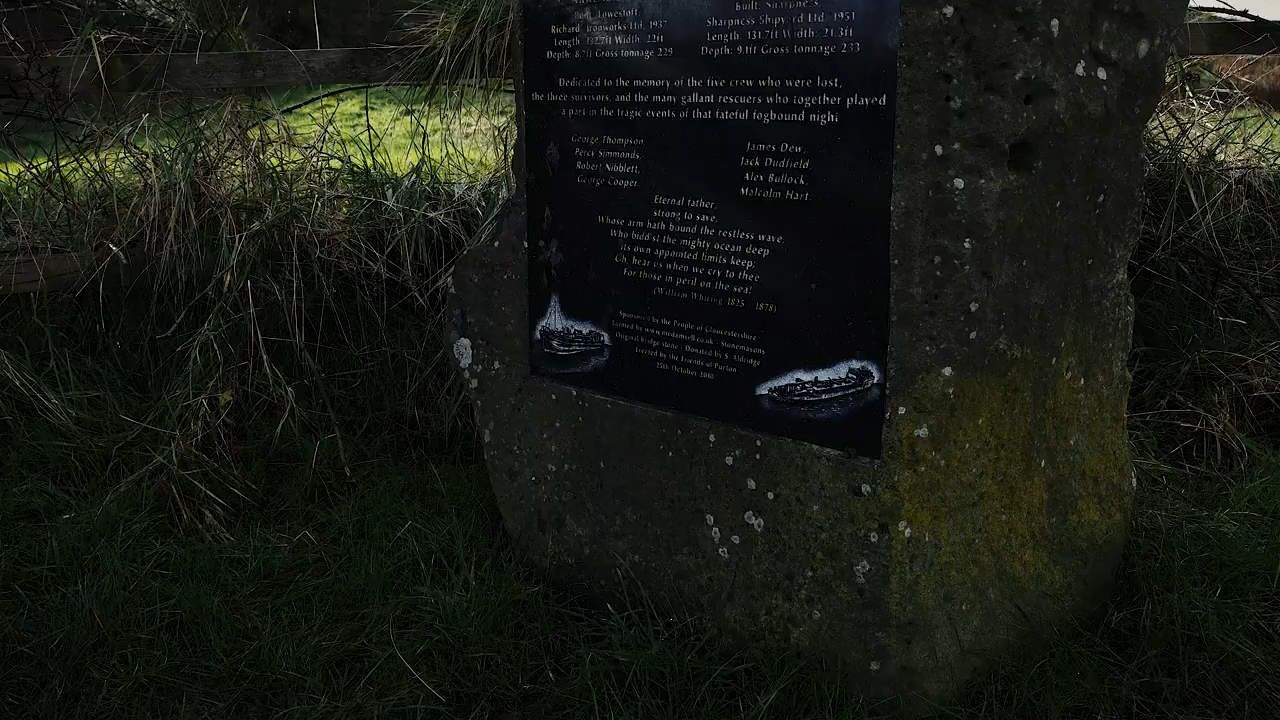 Built: Sharpness,
Lowestoft,
Richard Ironworks Ltd. 1937
Sharpness Shipyard Ltd. 1951
Length: 132.7ft Width: 22ft
Length: 131.7ft Width: 21.3ft
Depth: 8.7ft Gross tonnage 229
Depth: 9.1ft Gross tonnage 233
Dedicated to the memory of the five crew who were lost,
the three survivors, and the many gallant rescuers who together played
a part in the tragic events of that fateful fogbound night
George Thompson,
Percy Simmonds,
Robert Nibblett,
George Cooper,
James Dew,
Jack Dudfield,
Alex Bullock,
Malcolm Hart.
Eternal father,
strong to save,
Whose arm hath bound the restless wave,
Who bidd'st the mighty ocean deep
its own appointed limits keep;
Oh, hear us when we cry to thee
For those in peril on the sea!
(William Whiting 1825 - 1878)
Sponsored by the People of Gloucestershire
Formed by - Stonemasons
Original bridge stone - Donated by S. Aldridge
Erected by the Friends of Purton
25th October 2010